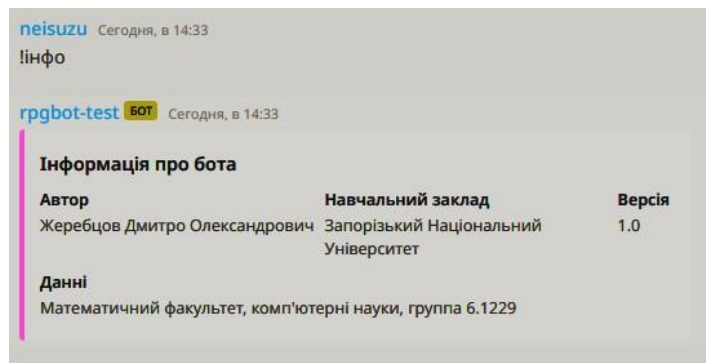 neisuzu Сегодня, в 14:33
!інфо
rpgbot-test БОТ Сегодня, в 14:33
Інформація про бота
Автор Навчальний заклад Версія
Жеребцов Дмитро Олександрович Запорізький Національний 1.0
Університет
Данні
Математичний факультет, комп'ютерні науки, группа 6.1229